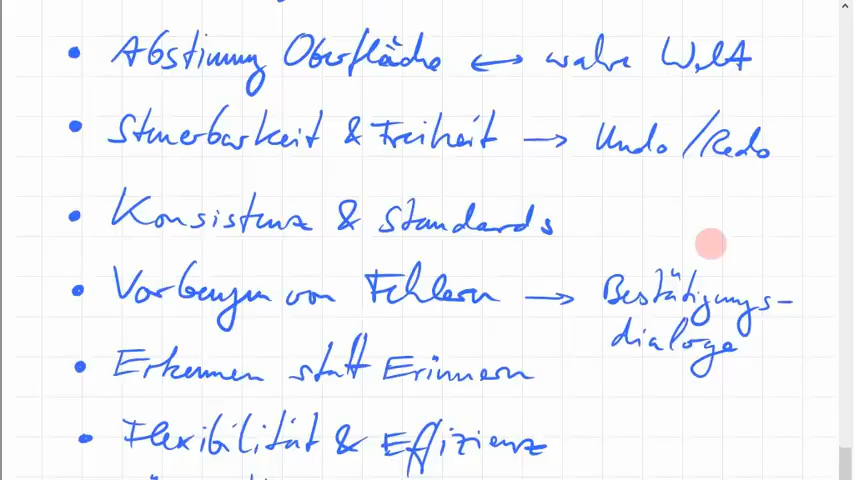 • Abstimmung Oberfläche ↔ wahre Welt
• Steuerbarkeit & Freiheit → Undo/Redo
• Konsistenz & Standards
• Vorbeugen von Fehlern → Bestätigungs-
dialoge
• Erkennen statt Erinnern
• Flexibilität & Effizienz